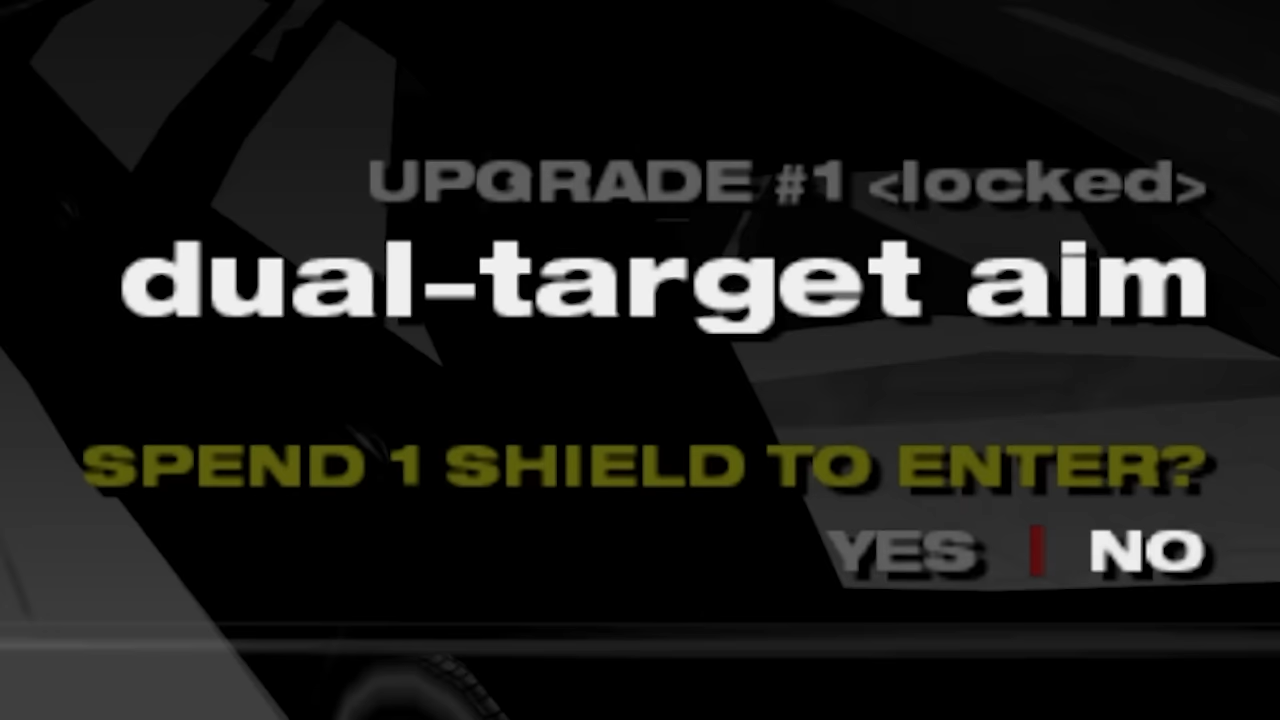 UPGRADE #1 <locked>
dual-target aim
SPEND 1 SHIELD TO ENTER?
YES | NO